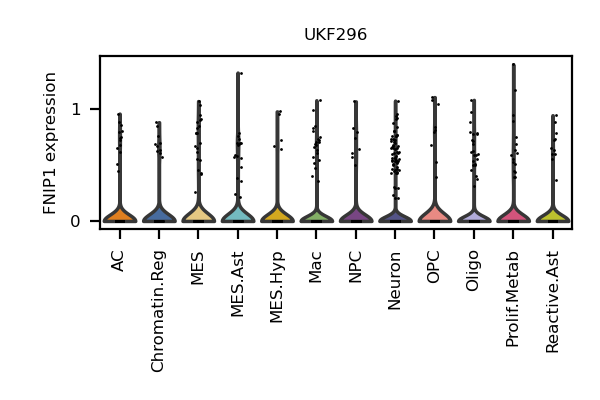 UKF296
FNIP1 expression
1
0
AC
Chromatin.Reg
MES
MES.Ast
MES.Hyp
Mac
NPC
Neuron
OPC
Oligo
Prolif.Metab
Reactive.Ast